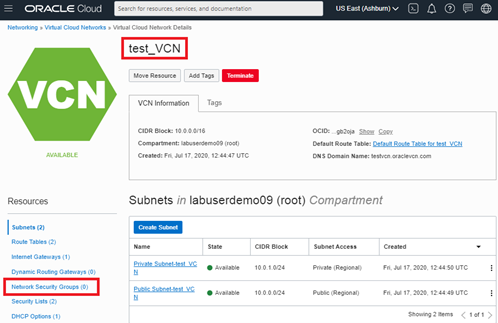 ORACLE Cloud
Search for resources, services, and documentation
US East (Ashburn)
Networking » Virtual Cloud Networks » Virtual Cloud Network Details
test_VCN
Move Resource
Add Tags
Terminate
VCN
AVAILABLE
VCN Information
Tags
CIDR Block: 10.0.0.0/16
Compartment: labuserdemo09 (root)
Created: Fri, Jul 17, 2020, 12:44:47 UTC
OCID: ...gb2oja Show Copy
Default Route Table: Default Route Table for test_VCN
DNS Domain Name: testvcn.oraclevcn.com
Resources
Subnets (2)
Route Tables (2)
Internet Gateways (1)
Dynamic Routing Gateways (0)
Network Security Groups (0)
Security Lists (2)
DHCP Options (1)
Subnets in labuserdemo09 (root) Compartment
Create Subnet
Name State CIDR Block Subnet Access Created
Private Subnet-test_VC
N
Available 10.0.1.0/24 Private (Regional) Fri, Jul 17, 2020, 12:44:50 UTC
Public Subnet-test_VC
N
Available 10.0.0.0/24 Public (Regional) Fri, Jul 17, 2020, 12:44:49 UTC
Showing 2 Items < 1 of 1 >